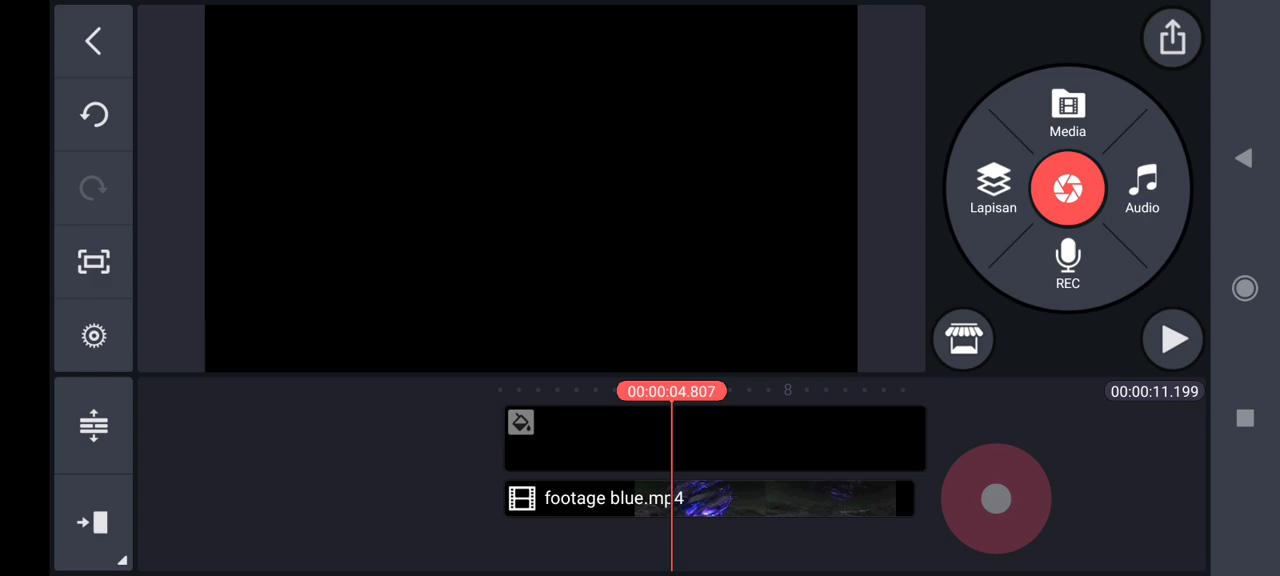 Media
Lapisan
Audio
REC
00:00:04.807
8
00:00:11.199
footage blue.mp4